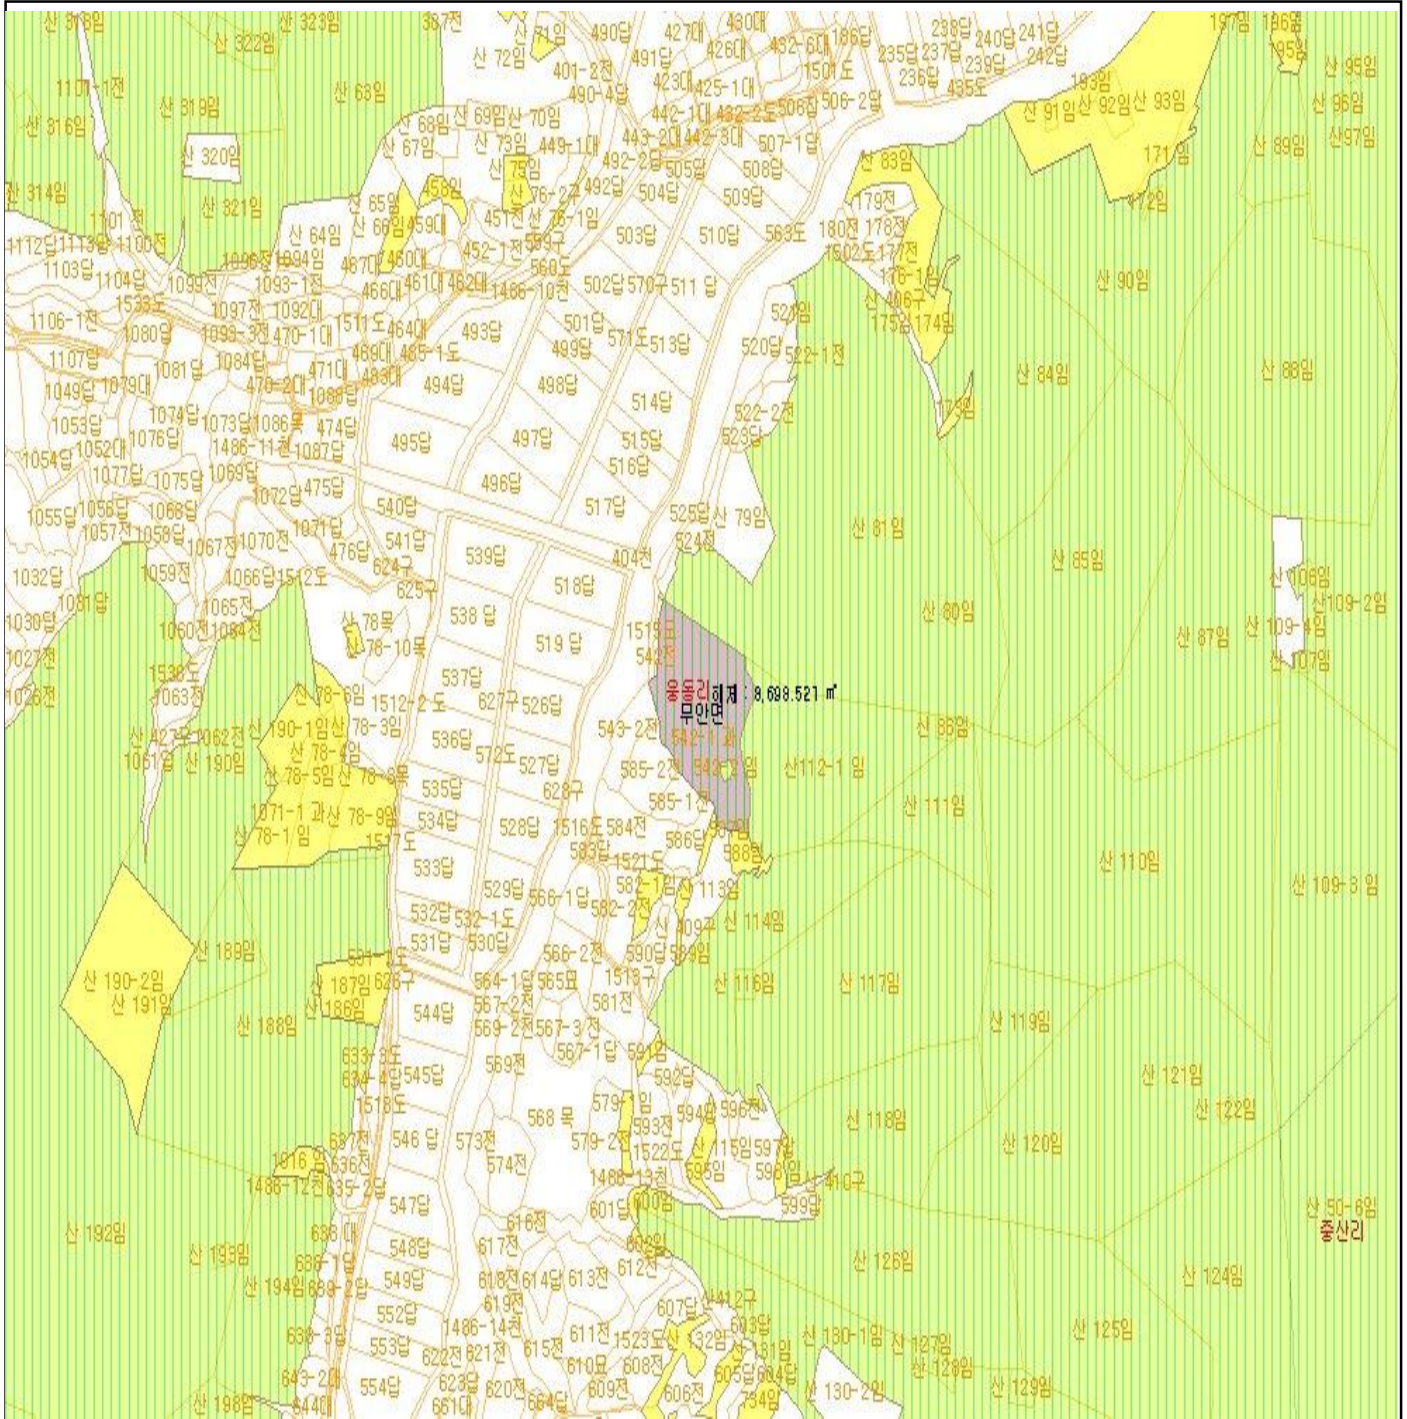 산 322임
산 323임
산 71임
490답
427대
430대
426대
432-6대
186답
238답
240답
241답
242답
235답
237답
239답
236답
435도
산 72임
491답
401-2전
490-4답
423대
425-1대
1501도
197임
196임
195임
산 95임
1101-1전
산 319임
산 68임
산 316임
산 320임
산 67임
산 69임
산 70임
산 73임
449-1대
442-1대
432-2도
506답
506-2답
443-2대
442-3대
507-1답
193임
산 91임
산 92임
산 93임
산 96임
산97임
산 89임
171임
산 83임
산 314임
산 321임
산 65임
산 66임
458임
459대
산 75임
산 76-2구
492-2답
492답
505답
504답
508답
509답
451전
산 76-1임
503답
510답
563도
179전
180전
178전
1502도
177전
176-1임
산 406구
175임
174임
173임
산 90임
산 84임
산 88임
1112답
1113답
1100전
1103답
1104답
1099전
산 64임
1094임
1093-1전
467대
460대
466대
461대
462대
452-1전
559구
560도
1486-10천
502답
570구
511 답
1533도
1106-1전
1080답
1097전
1092대
1093-3전
470-1대
1511도
464대
493답
501답
499답
571도
513답
520답
522-1전
1107답
1081답
1084답
471대
469대
465-1도
463대
494답
498답
514답
1049답
1079대
470-2대
1088답
1053답
1074답
1073답
1086목
474답
522-2전
523답
1054답
1052대
1076답
1486-11천
1087답
495답
497답
515답
516답
1077답
1075답
1069답
1072답
475답
496답
1055답
1056답
1068답
540답
517답
525답
산 79임
524전
1057전
1058답
1067전
1070전
1071답
476답
541답
539답
404천
산 81임
산 85임
1032답
1059전
1066답
1512도
624구
625구
518답
산 106임
산109-2임
1031답
1065전
538 답
산 80임
1030답
1060전
1064전
산 78목
산 78-10목
519 답
1515도
산 87임
산 109-4임
1027전
542전
산 107임
1026전
1536도
1063전
산 78-6임
1512-2 도
537답
627구
526답
웅동리
해제 : 8,698.521 ㎡
무안면
산 427구
1062전
산 190-1임
산 78-3임
536답
572도
543-2전
542-1 과
산 86임
1061답
산 190임
산 78-4임
산 78-5임
527답
585-2전
산112-1 임
535답
628구
585-1전
산 111임
1071-1 과
산 78-9임
산 78-1 임
534답
528답
1516도
584전
586답
1517도
583답
1521도
588임
산 110임
533답
529답
566-1답
582-1임
582-2전
산 113임
산 109-3 임
532답
532-1도
산 409구
산 114임
산 189임
531답
530답
566-2전
590답
589임
531-1도
산 190-2임
산 191임
산 187임
산 186임
626구
564-1답
565묘
1513구
산 116임
산 117임
산 188임
544답
567-2전
581전
569-2전
567-3 전
산 119임
633-3도
634-4답
545답
569전
567-1답
591임
592답
산 121임
산 122임
1518도
568 목
579-1임
593전
594답
596전
산 118임
637전
546 답
573전
579-2전
1522도
산 115임
597답
산 120임
1016 임
636전
574전
595임
598임
1486-12천
635-2답
1486-13천
산 410구
산 50-6임
547답
600임
599답
중산리
산 192임
638 대
616전
601답
산 193임
638-1답
548답
617전
602임
612전
산 126임
산 194임
639-2답
549답
618전
614답
613전
산 124임
552답
619전
607답
산412구
638-3답
553답
1486-14천
611전
1523도
산 132임
603답
산 130-1임
산 127임
산 125임
622전
621전
615전
610묘
608전
산 131임
산 128임
643-2대
554답
623답
620전
609전
605답
604답
산 129임
산 198임
644대
661대
664답
606전
734임
산 130-2임